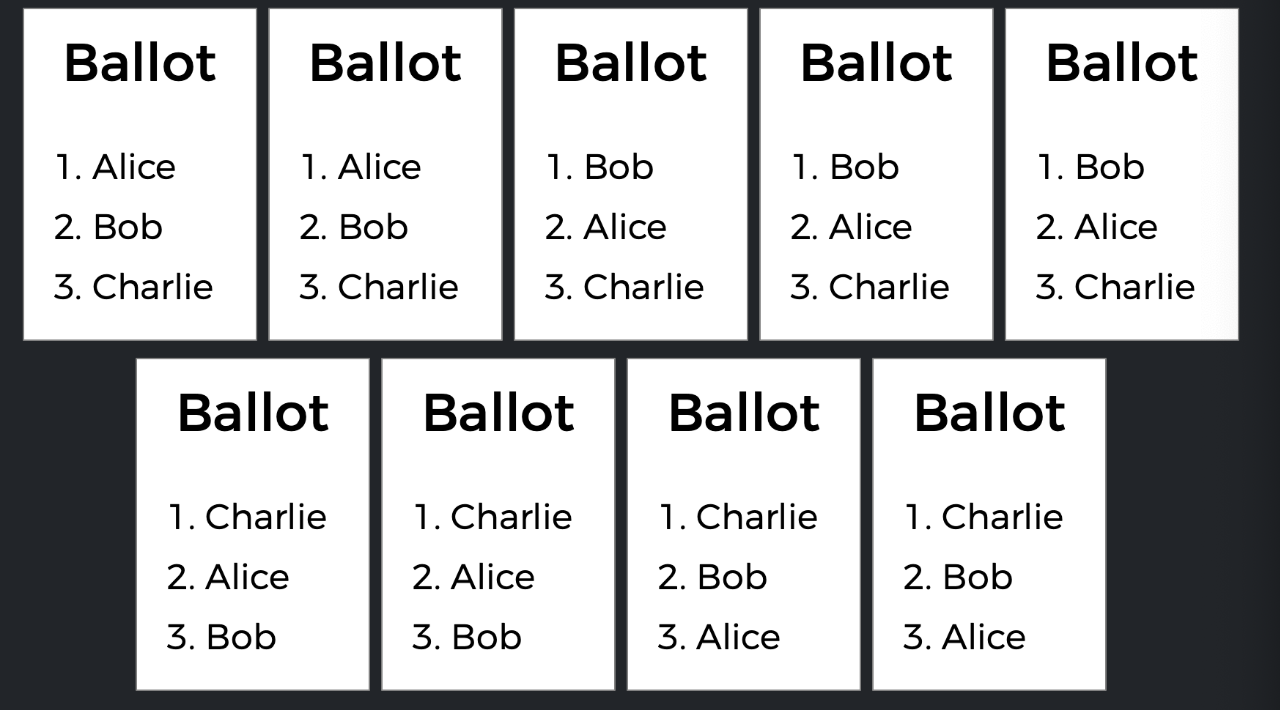 Ballot
1. Alice
2. Bob
3. Charlie
Ballot
1. Alice
2. Bob
3. Charlie
Ballot
1. Bob
2. Alice
3. Charlie
Ballot
1. Bob
2. Alice
3. Charlie
Ballot
1. Bob
2. Alice
3. Charlie
Ballot
1. Charlie
2. Alice
3. Bob
Ballot
1. Charlie
2. Alice
3. Bob
Ballot
1. Charlie
2. Bob
3. Alice
Ballot
1. Charlie
2. Bob
3. Alice